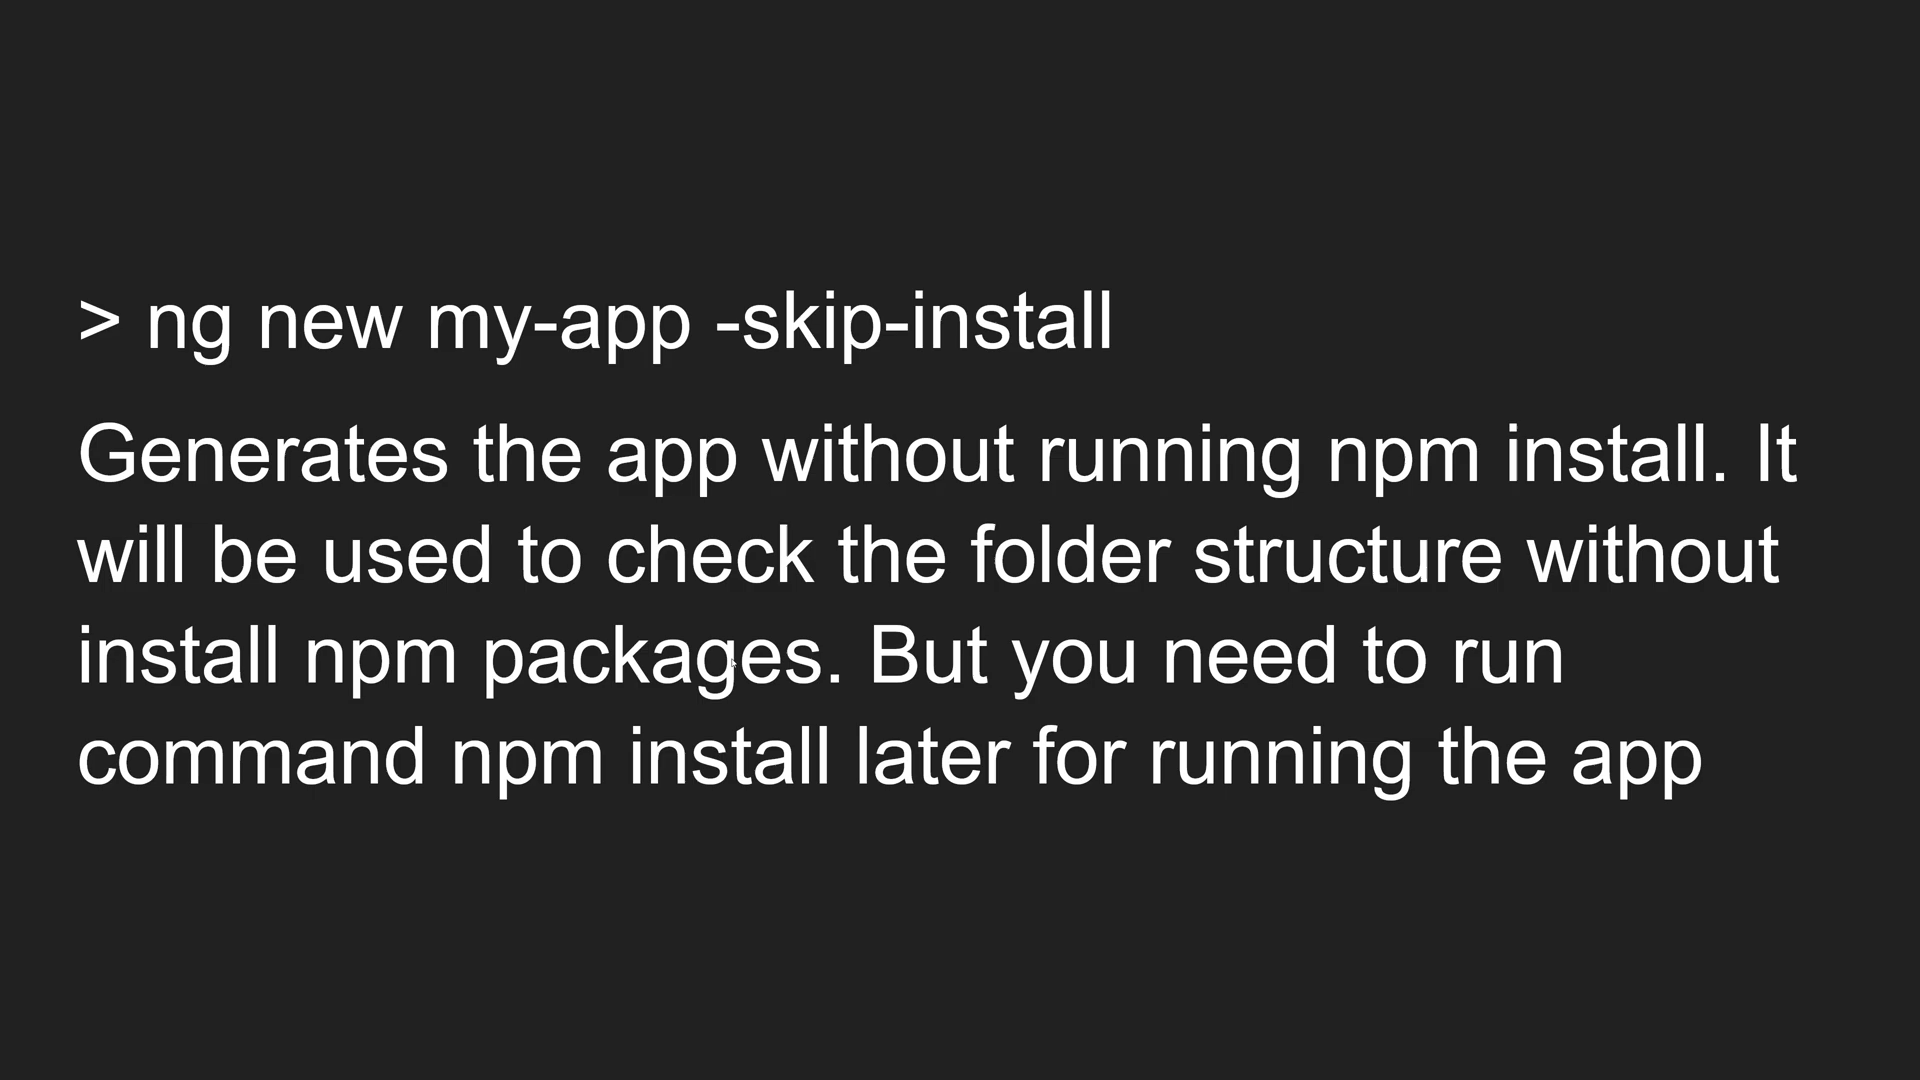 > ng new my-app -skip-install
Generates the app without running npm install. It
will be used to check the folder structure without
install npm packages. But you need to run
command npm install later for running the app